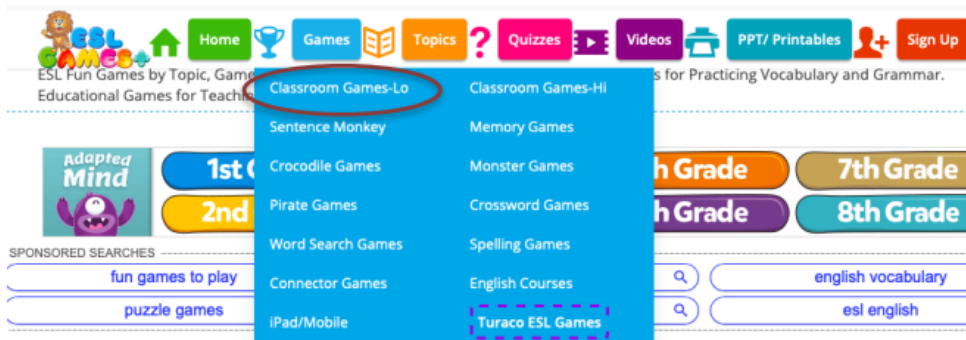 ESL
GAMES+
Home
Games
Topics
?
Quizzes
Videos
PPT/ Printables
Sign Up
ESL Fun Games by Topic, Game
s for Practicing Vocabulary and Grammar.
Educational Games for Teachin
Classroom Games-Lo
Classroom Games-Hi
Sentence Monkey
Memory Games
Crocodile Games
Monster Games
Pirate Games
Crossword Games
Word Search Games
Spelling Games
Connector Games
English Courses
iPad/Mobile
Turaco ESL Games
Adapted
Mind
1st
h Grade
7th Grade
2nd
h Grade
8th Grade
SPONSORED SEARCHES
fun games to play
english vocabulary
puzzle games
esl english